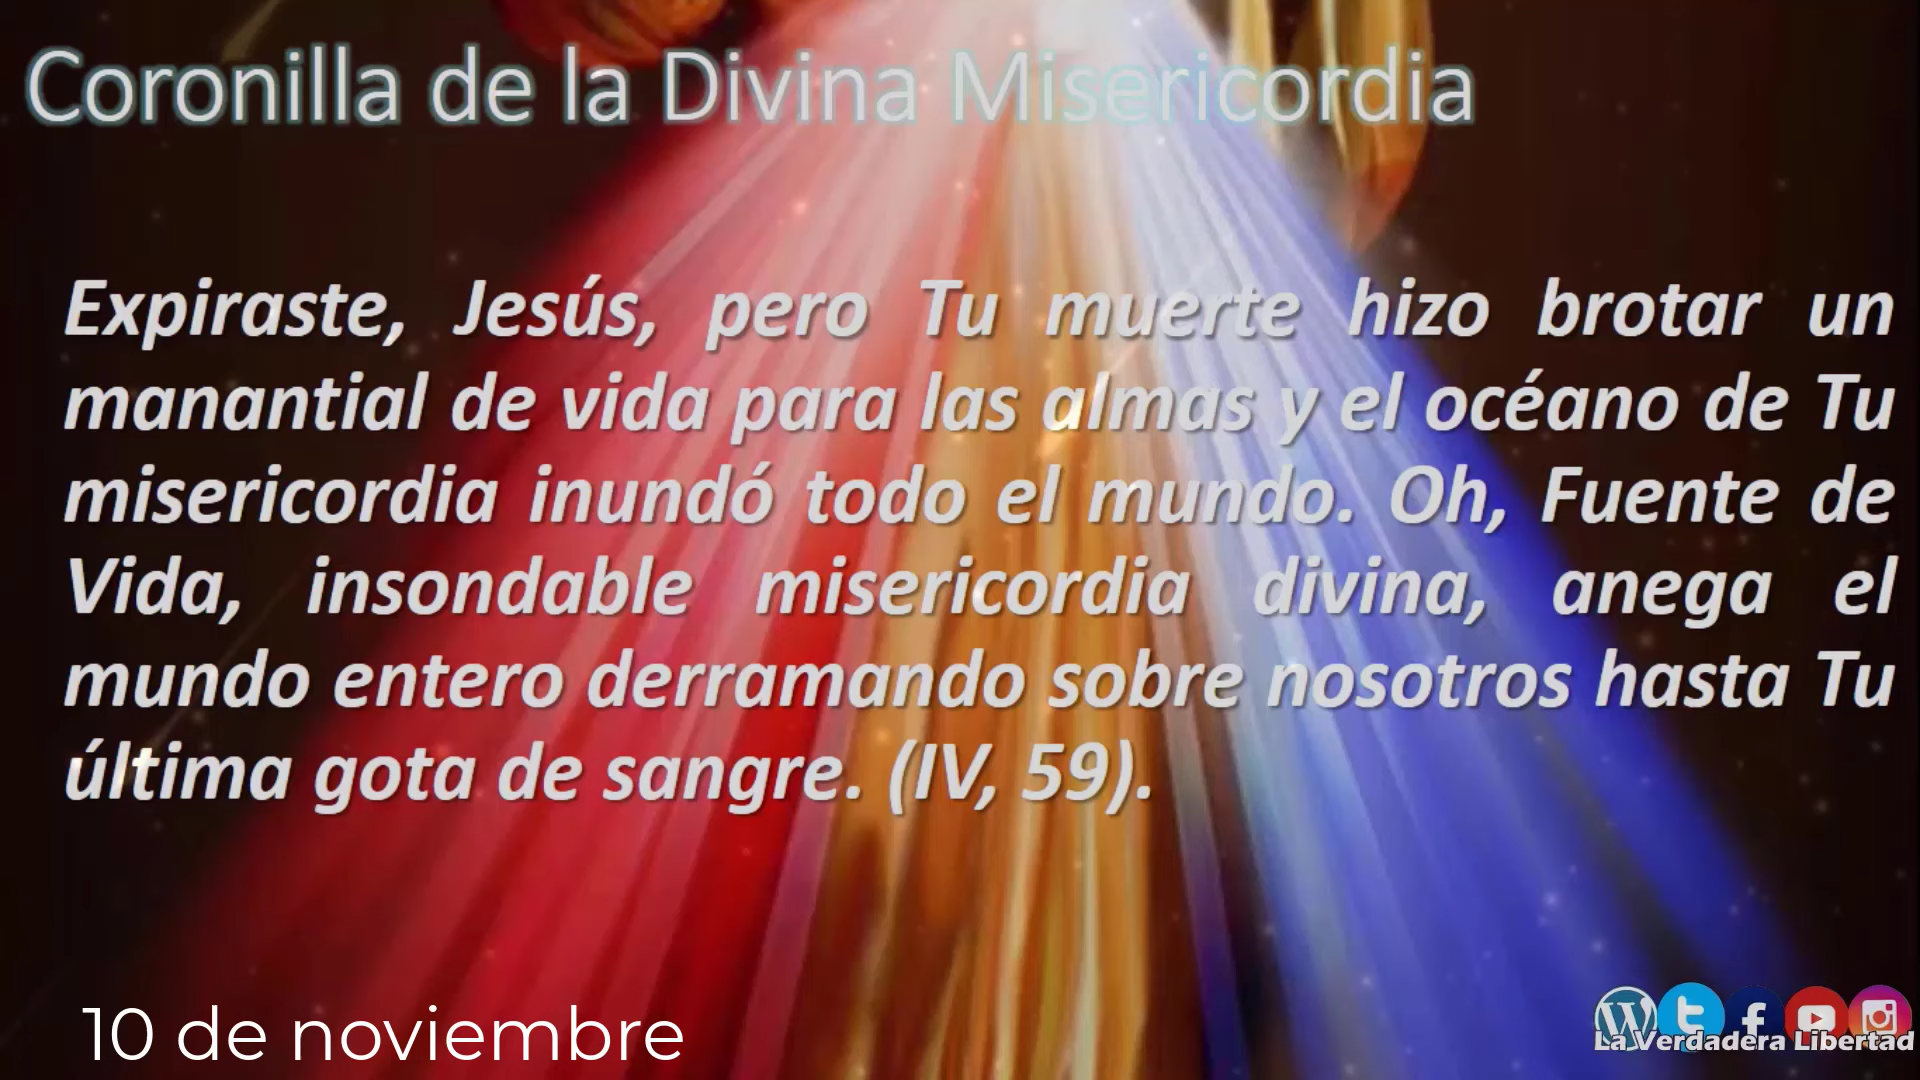 Coronilla de la Divina Misericordia
Expiraste, Jesús, pero Tu muerte hizo brotar un
manantial de vida para las almas y el océano de Tu
misericordia inundó todo el mundo. Oh, Fuente de
Vida, insondable misericordia divina, anega el
mundo entero derramando sobre nosotros hasta Tu
última gota de sangre. (IV, 59).
10 de noviembre
La Verdadera Libertad